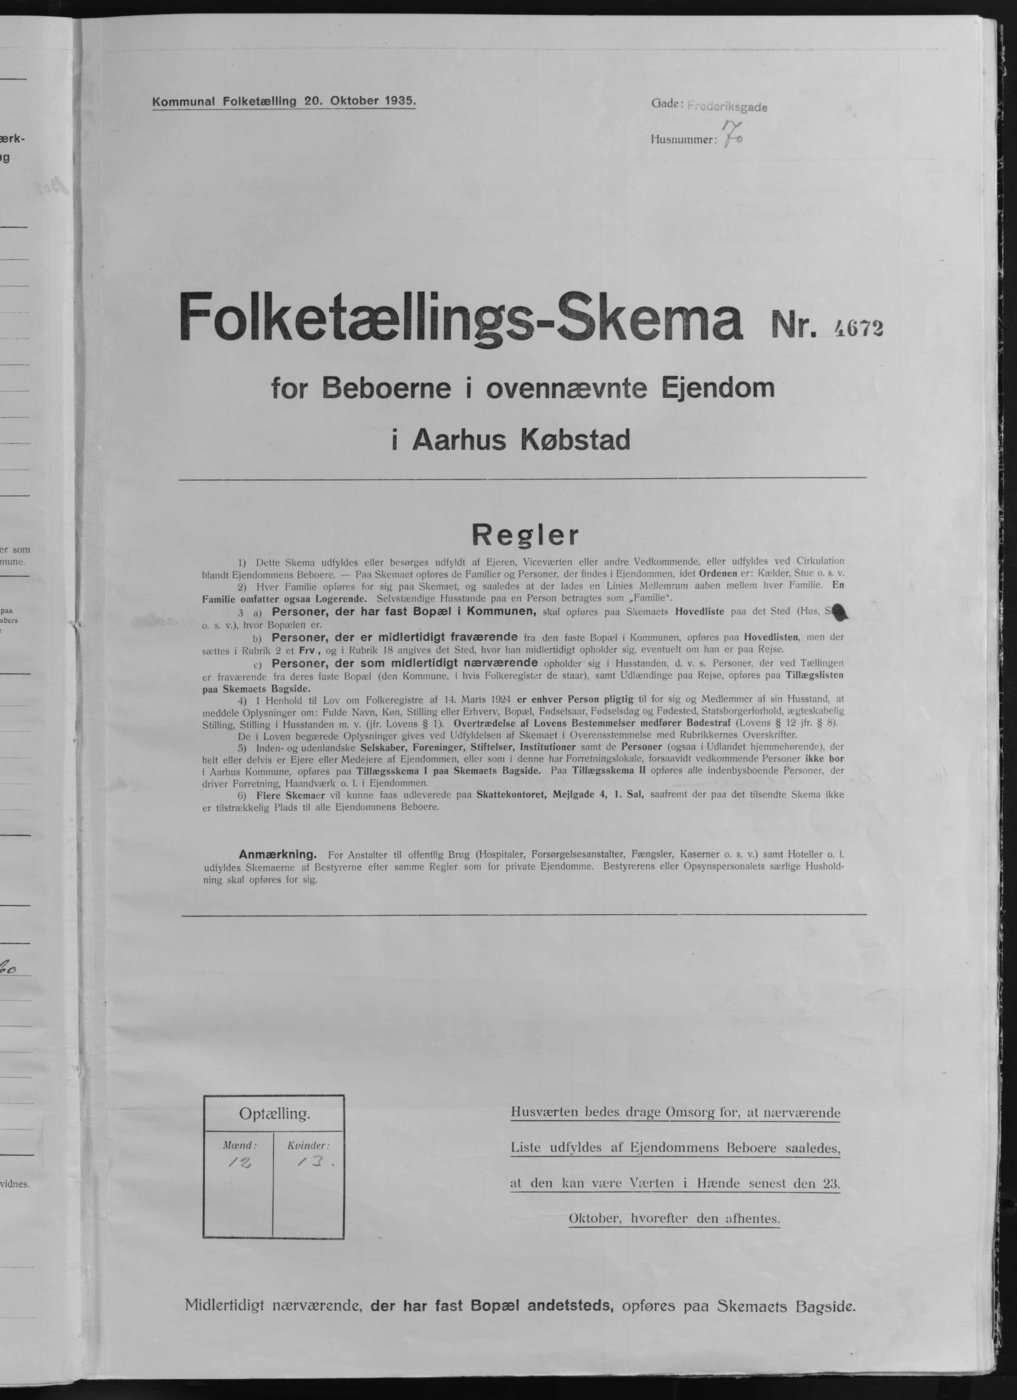 Kommunal Folketælling 20. Oktober 1935.
Gade: Frederiksgade
Husnummer: 70
Folketællings-Skema Nr. 4672
for Beboerne i ovennævnte Ejendom
i Aarhus Købstad
Regler
1) Dette Skema udfyldes eller besørges udfyldt af Ejeren, Viceværten eller andre Vedkommende, eller udfyldes ved Cirkulation
blandt Ejendommens Beboere. — Paa Skemaet opføres de Familier og Personer, der findes i Ejendommen, idet Ordenen er: Kælder, Stue o. s. v.
2) Hver Familie opføres for sig paa Skemaet, og saaledes at der lades en Linies Mellemrum aaben mellem hver Familie. En
Familie omfatter ogsaa Logerende. Selvstændige Husstande paa en Person betragtes som „Familie“.
3 a) Personer, der har fast Bopæl i Kommunen, skal opføres paa Skemaets Hovedliste paa det Sted (Hus,
o. s. v.), hvor Bopælen er.
b) Personer, der er midlertidigt fraværende fra den faste Bopæl i Kommunen, opføres paa Hovedlisten, men der
sættes i Rubrik 2 et Frv, og i Rubrik 18 angives det Sted, hvor han midlertidigt opholder sig, eventuelt om han er paa Rejse.
c) Personer, der som midlertidigt nærværende opholder sig i Husstanden, d. v. s. Personer, der ved Tællingen
er fraværende fra deres faste Bopæl (den Kommune, i hvis Folkeregister de staar), samt Udlændinge paa Rejse, opføres paa Tillægslisten
paa Skemaets Bagside.
4) I Henhold til Lov om Folkeregistre af 14. Marts 1924 er enhver Person pligtig til for sig og Medlemmer af sin Husstand, at
meddele Oplysninger om: Fulde Navn, Køn, Stilling eller Erhverv, Bopæl, Fødselsaar, Fødselsdag og Fødested, Statsborgerforhold, ægteskabelig
Stilling, Stilling i Husstanden m. v. (jfr. Lovens § 1). Overtrædelse af Lovens Bestemmelser medfører Bødestraf (Lovens § 12 jfr. § 8).
De i Loven begærede Oplysninger gives ved Udfyldelsen af Skemaet i Overensstemmelse med Rubrikkernes Overskrifter.
5) Inden- og udenlandske Selskaber, Foreninger, Stiftelser, Institutioner samt de Personer (ogsaa i Udlandet hjemmehørende), der
helt eller delvis er Ejere eller Medejere af Ejendommen, eller som i denne har Forretningslokale, forsaavidt vedkommende Personer ikke bor
i Aarhus Kommune, opføres paa Tillægsskema I paa Skemaets Bagside. Paa Tillægsskema II opføres alle indenbysboende Personer, der
driver Forretning, Haandværk o. l. i Ejendommen.
6) Flere Skemaer vil kunne faas udleverede paa Skattekontoret, Mejlgade 4, 1. Sal, saafremt der paa det tilsendte Skema ikke
er tilstrækkelig Plads til alle Ejendommens Beboere.
Anmærkning. For Anstalter til offentlig Brug (Hospitaler, Forsørgelsesanstalter, Fængsler, Kaserner o. s. v.) samt Hoteller o. l.
udfyldes Skemaerne af Bestyrerne efter samme Regler som for private Ejendomme. Bestyrerens eller Opsynspersonalets særlige Hushold-
ning skal opføres for sig.
Optælling.
Mænd: Kvinder:
12 13.
Husværten bedes drage Omsorg for, at nærværende
Liste udfyldes af Ejendommens Beboere saaledes,
at den kan være Værten i Hænde senest den 23.
Oktober, hvorefter den afhentes.
Midlertidigt nærværende, der har fast Bopæl andetsteds, opføres paa Skemaets Bagside.